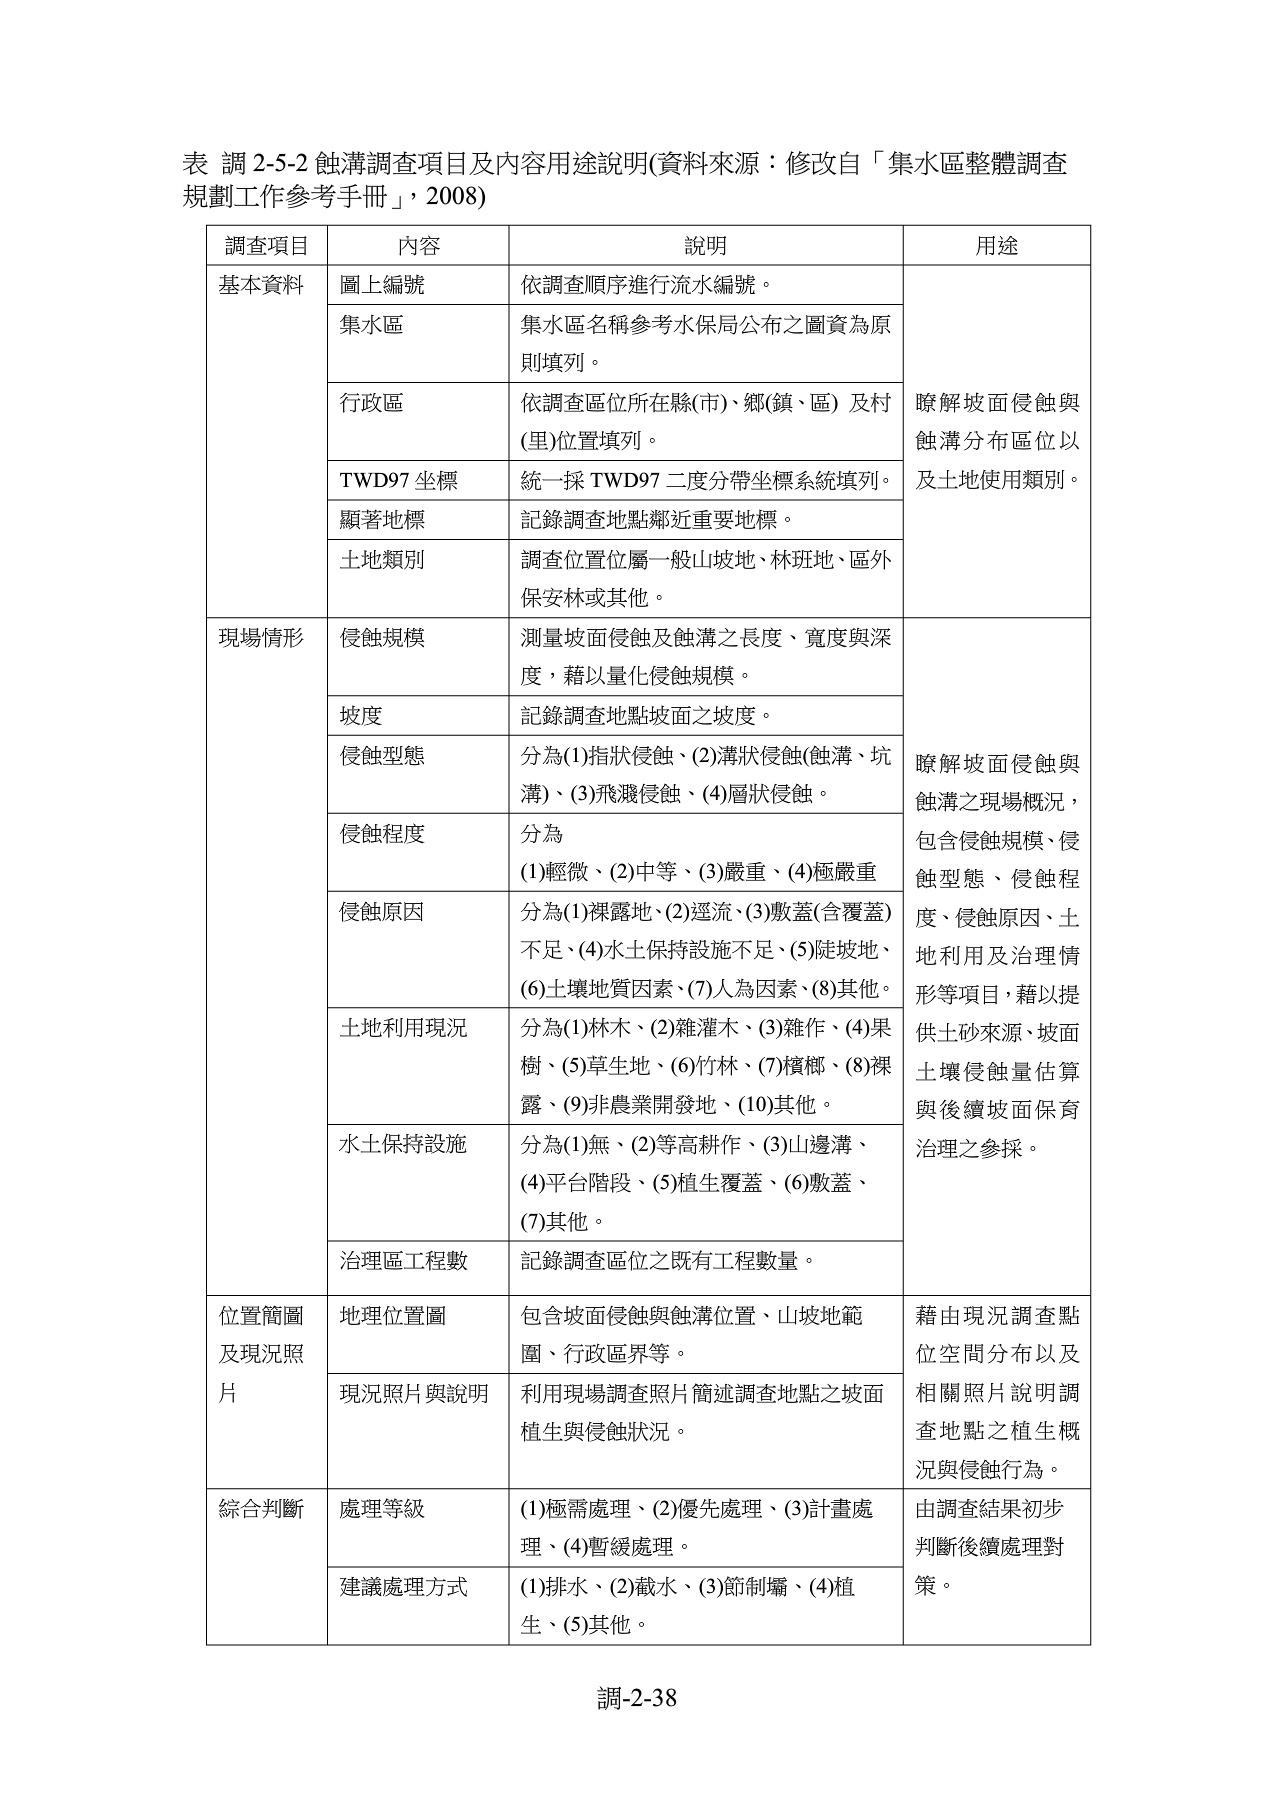 表 調 2-5-2 蝕溝調查項目及內容用途說明(資料來源：修改自「集水區整體調查
規劃工作參考手冊」，2008)
調查項目 內容 說明 用途
基本資料 圖上編號 依調查順序進行流水編號。
集水區 集水區名稱參考水保局公布之圖資為原
則填列。
行政區 依調查區位所在縣(市)、鄉(鎮、區) 及村
(里)位置填列。
TWD97 坐標 統一採 TWD97 二度分帶坐標系統填列。
顯著地標 記錄調查地點鄰近重要地標。
土地類別 調查位置位屬一般山坡地、林班地、區外
保安林或其他。
瞭解坡面侵蝕與
蝕溝分布區位以
及土地使用類別。
現場情形 侵蝕規模 測量坡面侵蝕及蝕溝之長度、寬度與深
度，藉以量化侵蝕規模。
坡度 記錄調查地點坡面之坡度。
侵蝕型態 分為(1)指狀侵蝕、(2)溝狀侵蝕(蝕溝、坑
溝)、(3)飛濺侵蝕、(4)層狀侵蝕。
侵蝕程度 分為
(1)輕微、(2)中等、(3)嚴重、(4)極嚴重
侵蝕原因 分為(1)裸露地、(2)逕流、(3)敷蓋(含覆蓋)
不足、(4)水土保持設施不足、(5)陡坡地、
(6)土壤地質因素、(7)人為因素、(8)其他。
土地利用現況 分為(1)林木、(2)雜灌木、(3)雜作、(4)果
樹、(5)草生地、(6)竹林、(7)檳榔、(8)裸
露、(9)非農業開發地、(10)其他。
水土保持設施 分為(1)無、(2)等高耕作、(3)山邊溝、
(4)平台階段、(5)植生覆蓋、(6)敷蓋、
(7)其他。
治理區工程數 記錄調查區位之既有工程數量。
瞭解坡面侵蝕與
蝕溝之現場概況，
包含侵蝕規模、侵
蝕型態、侵蝕程
度、侵蝕原因、土
地利用及治理情
形等項目，藉以提
供土砂來源、坡面
土壤侵蝕量估算
與後續坡面保育
治理之參採。
位置簡圖
及現況照
片
地理位置圖 包含坡面侵蝕與蝕溝位置、山坡地範
圍、行政區界等。
現況照片與說明 利用現場調查照片簡述調查地點之坡面
植生與侵蝕狀況。
藉由現況調查點
位空間分布以及
相關照片說明調
查地點之植生概
況與侵蝕行為。
綜合判斷 處理等級 (1)極需處理、(2)優先處理、(3)計畫處
理、(4)暫緩處理。
建議處理方式 (1)排水、(2)截水、(3)節制壩、(4)植
生、(5)其他。
由調查結果初步
判斷後續處理對
策。
調-2-38